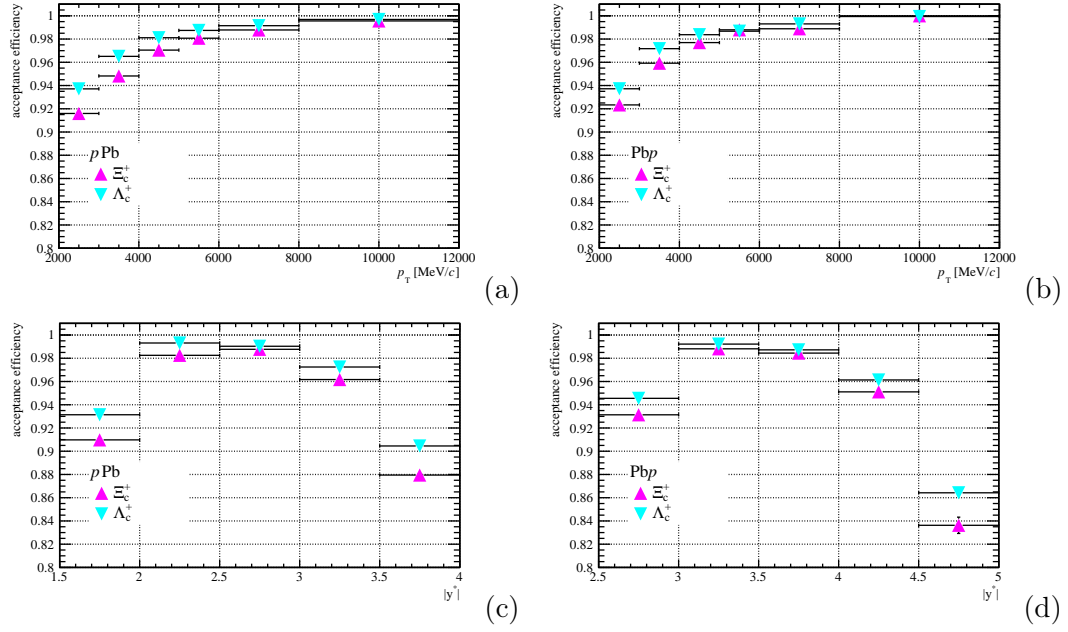 acceptance efficiency
1
0.98
0.96
0.94
0.92
0.9
0.88
0.86
0.84
0.82
0.8
pPb
Ξc+
Λc+
2000 4000 6000 8000 10000 12000
pT [MeV/c]
(a)
acceptance efficiency
1
0.98
0.96
0.94
0.92
0.9
0.88
0.86
0.84
0.82
0.8
Pbp
Ξc+
Λc+
2000 4000 6000 8000 10000 12000
pT [MeV/c]
(b)
acceptance efficiency
1
0.98
0.96
0.94
0.92
0.9
0.88
0.86
0.84
0.82
0.8
pPb
Ξc+
Λc+
1.5 2 2.5 3 3.5 4
|y*|
(c)
acceptance efficiency
1
0.98
0.96
0.94
0.92
0.9
0.88
0.86
0.84
0.82
0.8
Pbp
Ξc+
Λc+
2.5 3 3.5 4 4.5 5
|y*|
(d)